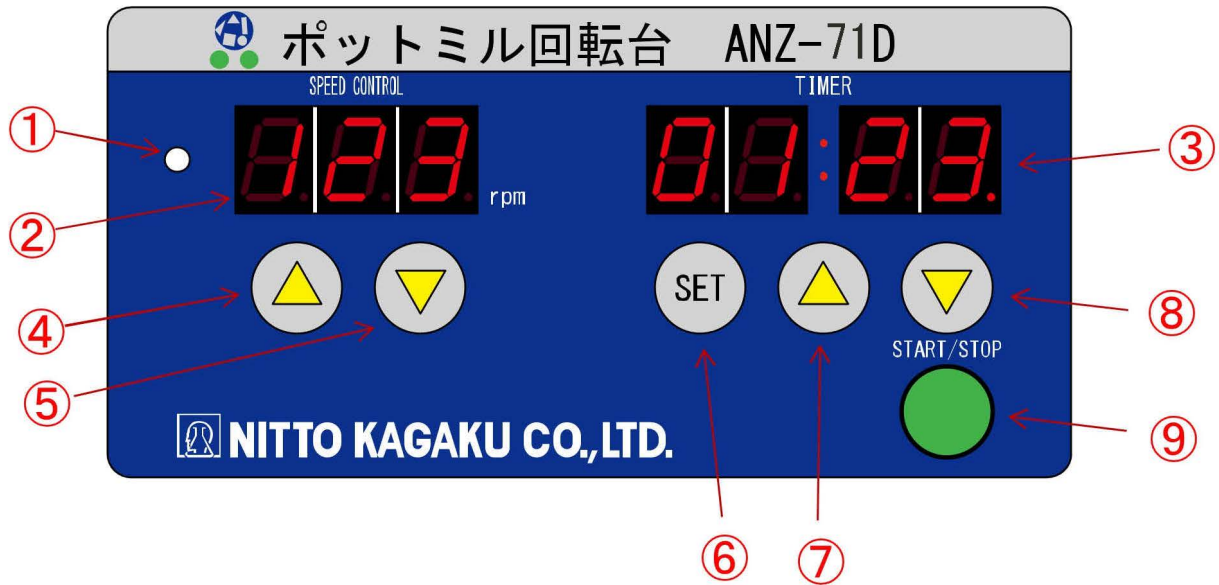 ポットミル回転台 ANZ-71D
SPEED CONTROL
TIMER
①
123
rpm
01:23.
③
②
④
SET
⑧
START/STOP
⑤
NITTO KAGAKU CO.,LTD.
⑨
⑥
⑦